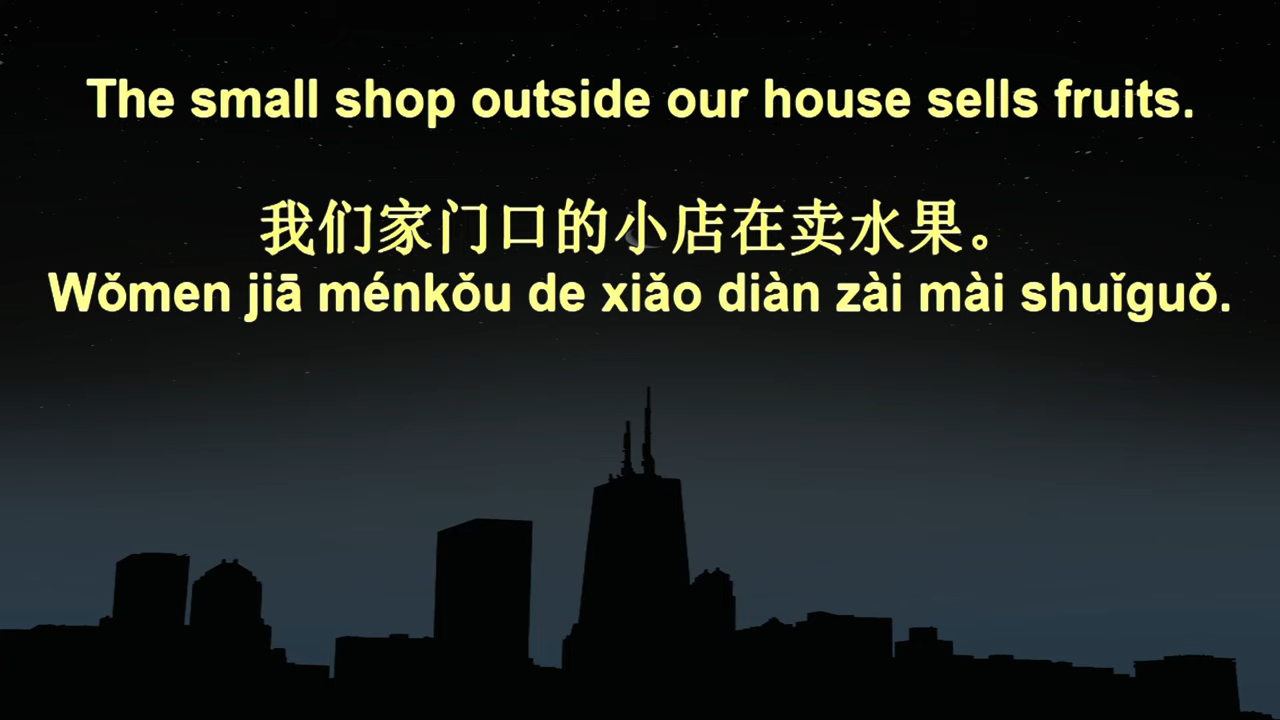 The small shop outside our house sells fruits.
我们家门口的小店在卖水果。
Wǒmen jiā ménkǒu de xiǎo diàn zài mài shuǐguǒ.